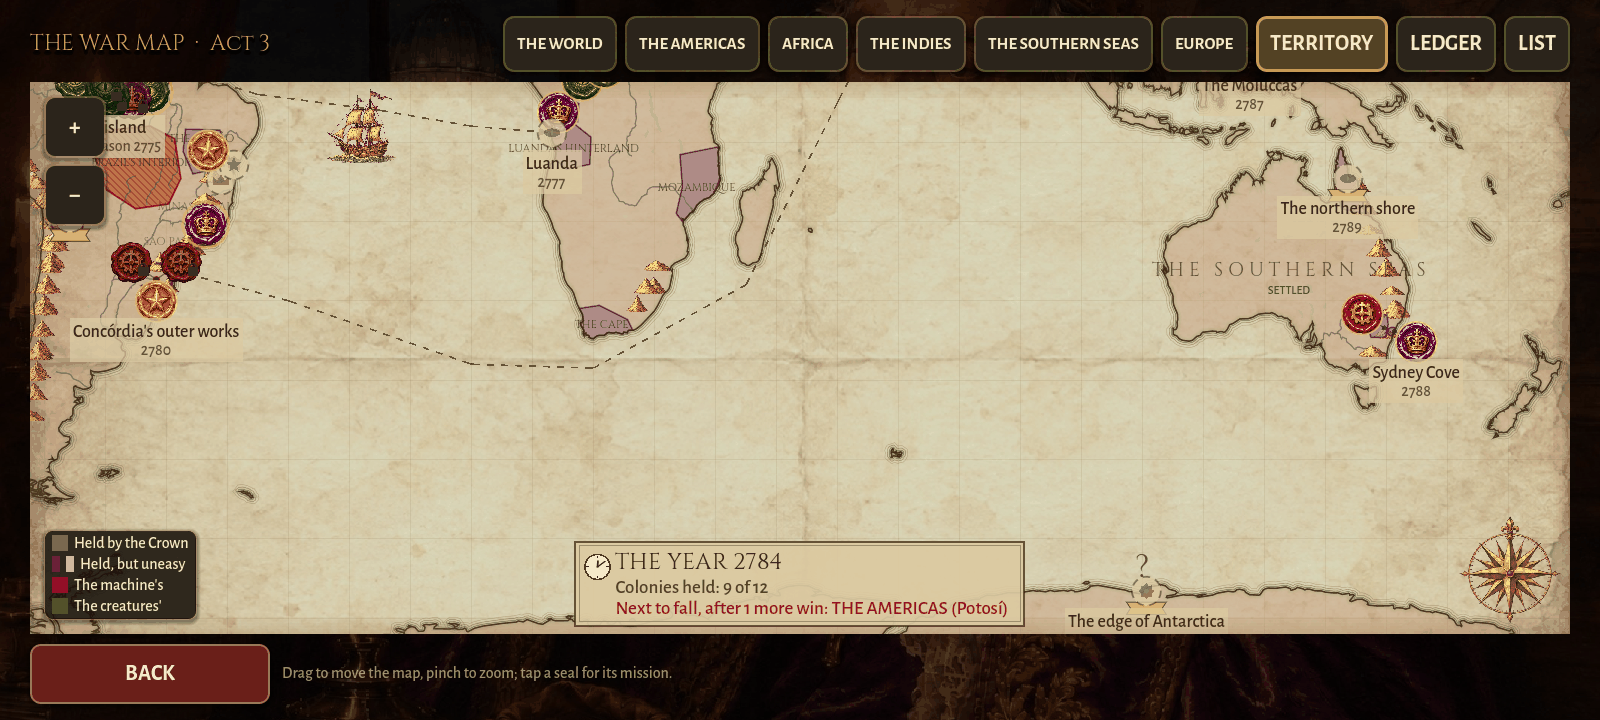 THE WAR MAP · ACT 3
THE WORLD
THE AMERICAS
AFRICA
THE INDIES
THE SOUTHERN SEAS
EUROPE
TERRITORY
LEDGER
LIST
+
−
island
ason 2775
LUANDA HINTERLAND
Luanda
2777
MOZAMBIQUE
THE CAPE
The Moluccas
2787
The northern shore
2789
THE SOUTHERN SEAS
SETTLED
Sydney Cove
2788
Concórdia's outer works
2780
Held by the Crown
Held, but uneasy
The machine's
The creatures'
THE YEAR 2784
Colonies held: 9 of 12
Next to fall, after 1 more win: THE AMERICAS (Potosí)
?
The edge of Antarctica
BACK
Drag to move the map, pinch to zoom; tap a seal for its mission.